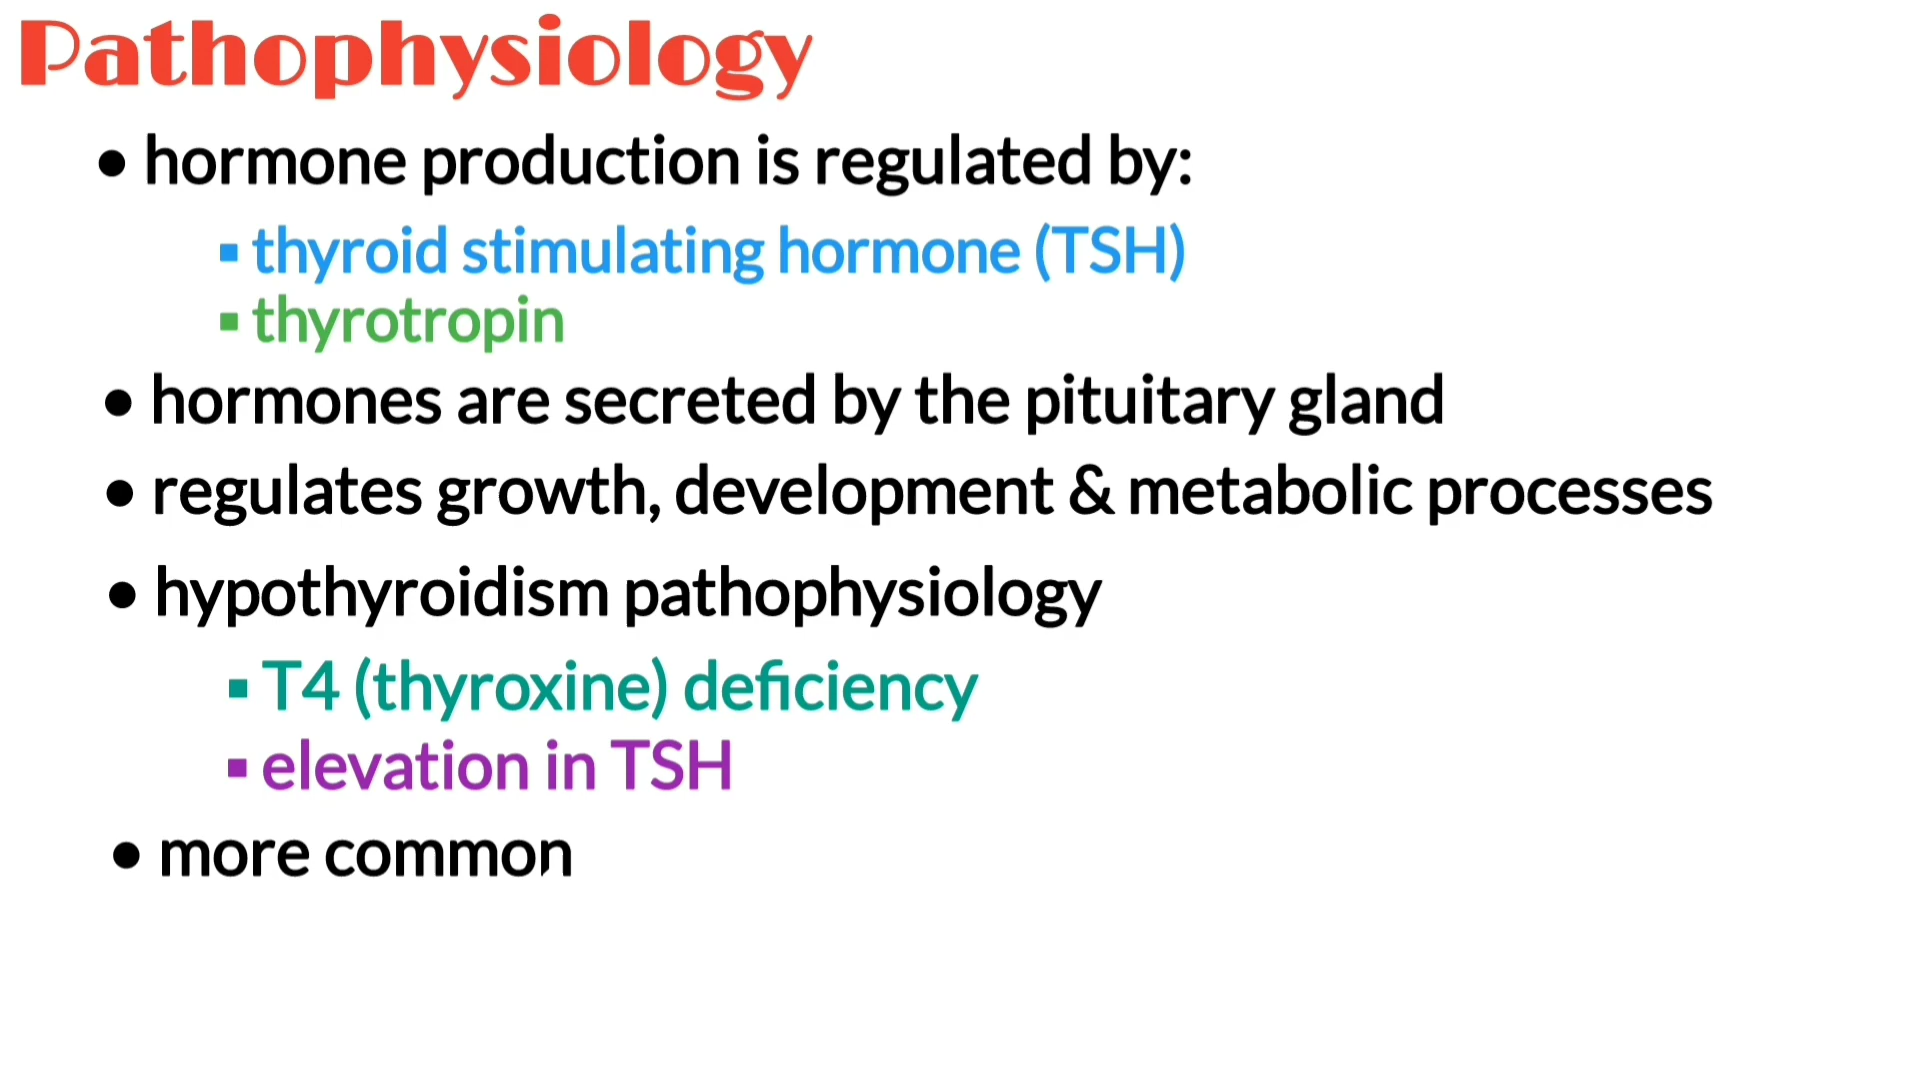 Pathophysiology
• hormone production is regulated by:
▪ thyroid stimulating hormone (TSH)
▪ thyrotropin
• hormones are secreted by the pituitary gland
• regulates growth, development & metabolic processes
• hypothyroidism pathophysiology
▪ T4 (thyroxine) deficiency
▪ elevation in TSH
• more common